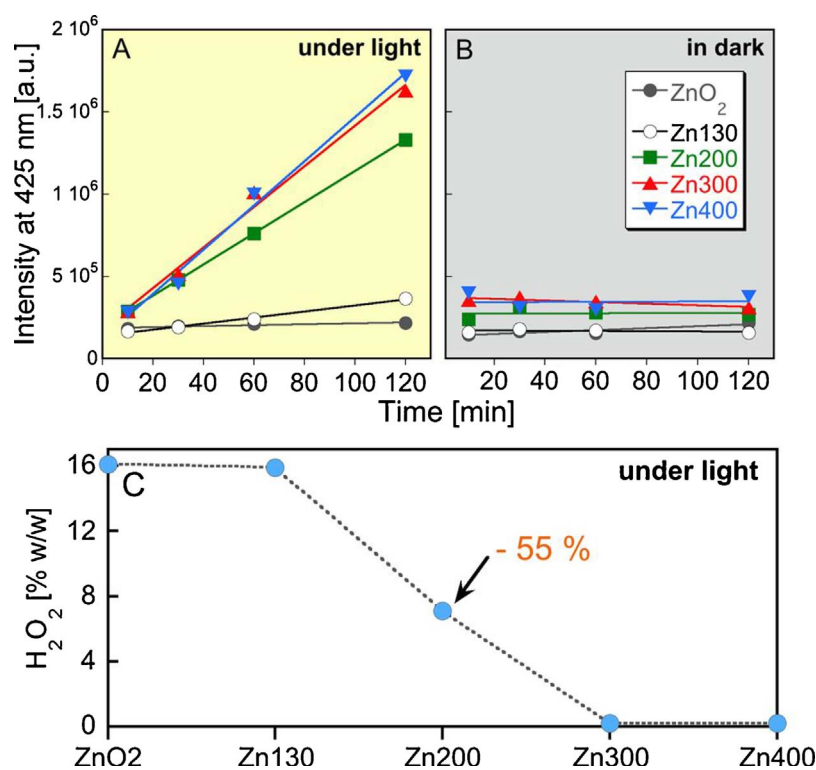 A under light
B in dark
2 10⁶
1.5 10⁶
1 10⁶
5 10⁵
0
Intensity at 425 nm [a.u.]
ZnO₂
Zn130
Zn200
Zn300
Zn400
0 20 40 60 80 100 120
20 40 60 80 100 120
Time [min]
C under light
16
12
8
4
0
H₂O₂ [% w/w]
- 55 %
ZnO2 Zn130 Zn200 Zn300 Zn400